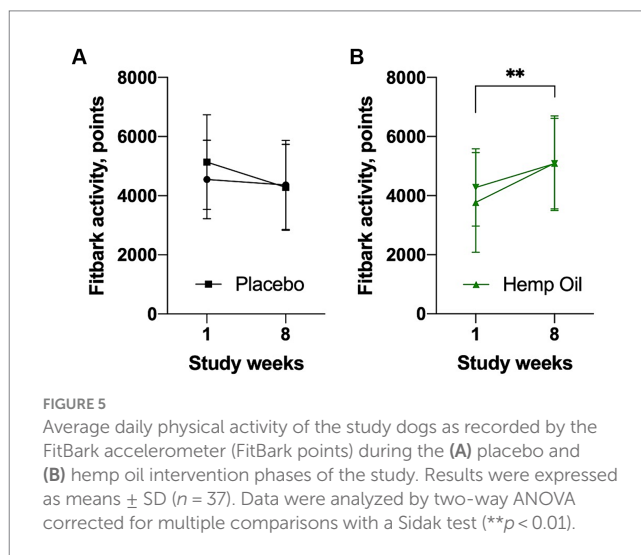 A
8000
6000
4000
2000
0
Fitbark activity, points
Placebo
1
8
Study weeks
B
8000
6000
4000
2000
0
Fitbark activity, points
**
Hemp Oil
1
8
Study weeks
FIGURE 5
Average daily physical activity of the study dogs as recorded by the
FitBark accelerometer (FitBark points) during the (A) placebo and
(B) hemp oil intervention phases of the study. Results were expressed
as means ± SD (n = 37). Data were analyzed by two-way ANOVA
corrected for multiple comparisons with a Sidak test (**p < 0.01).